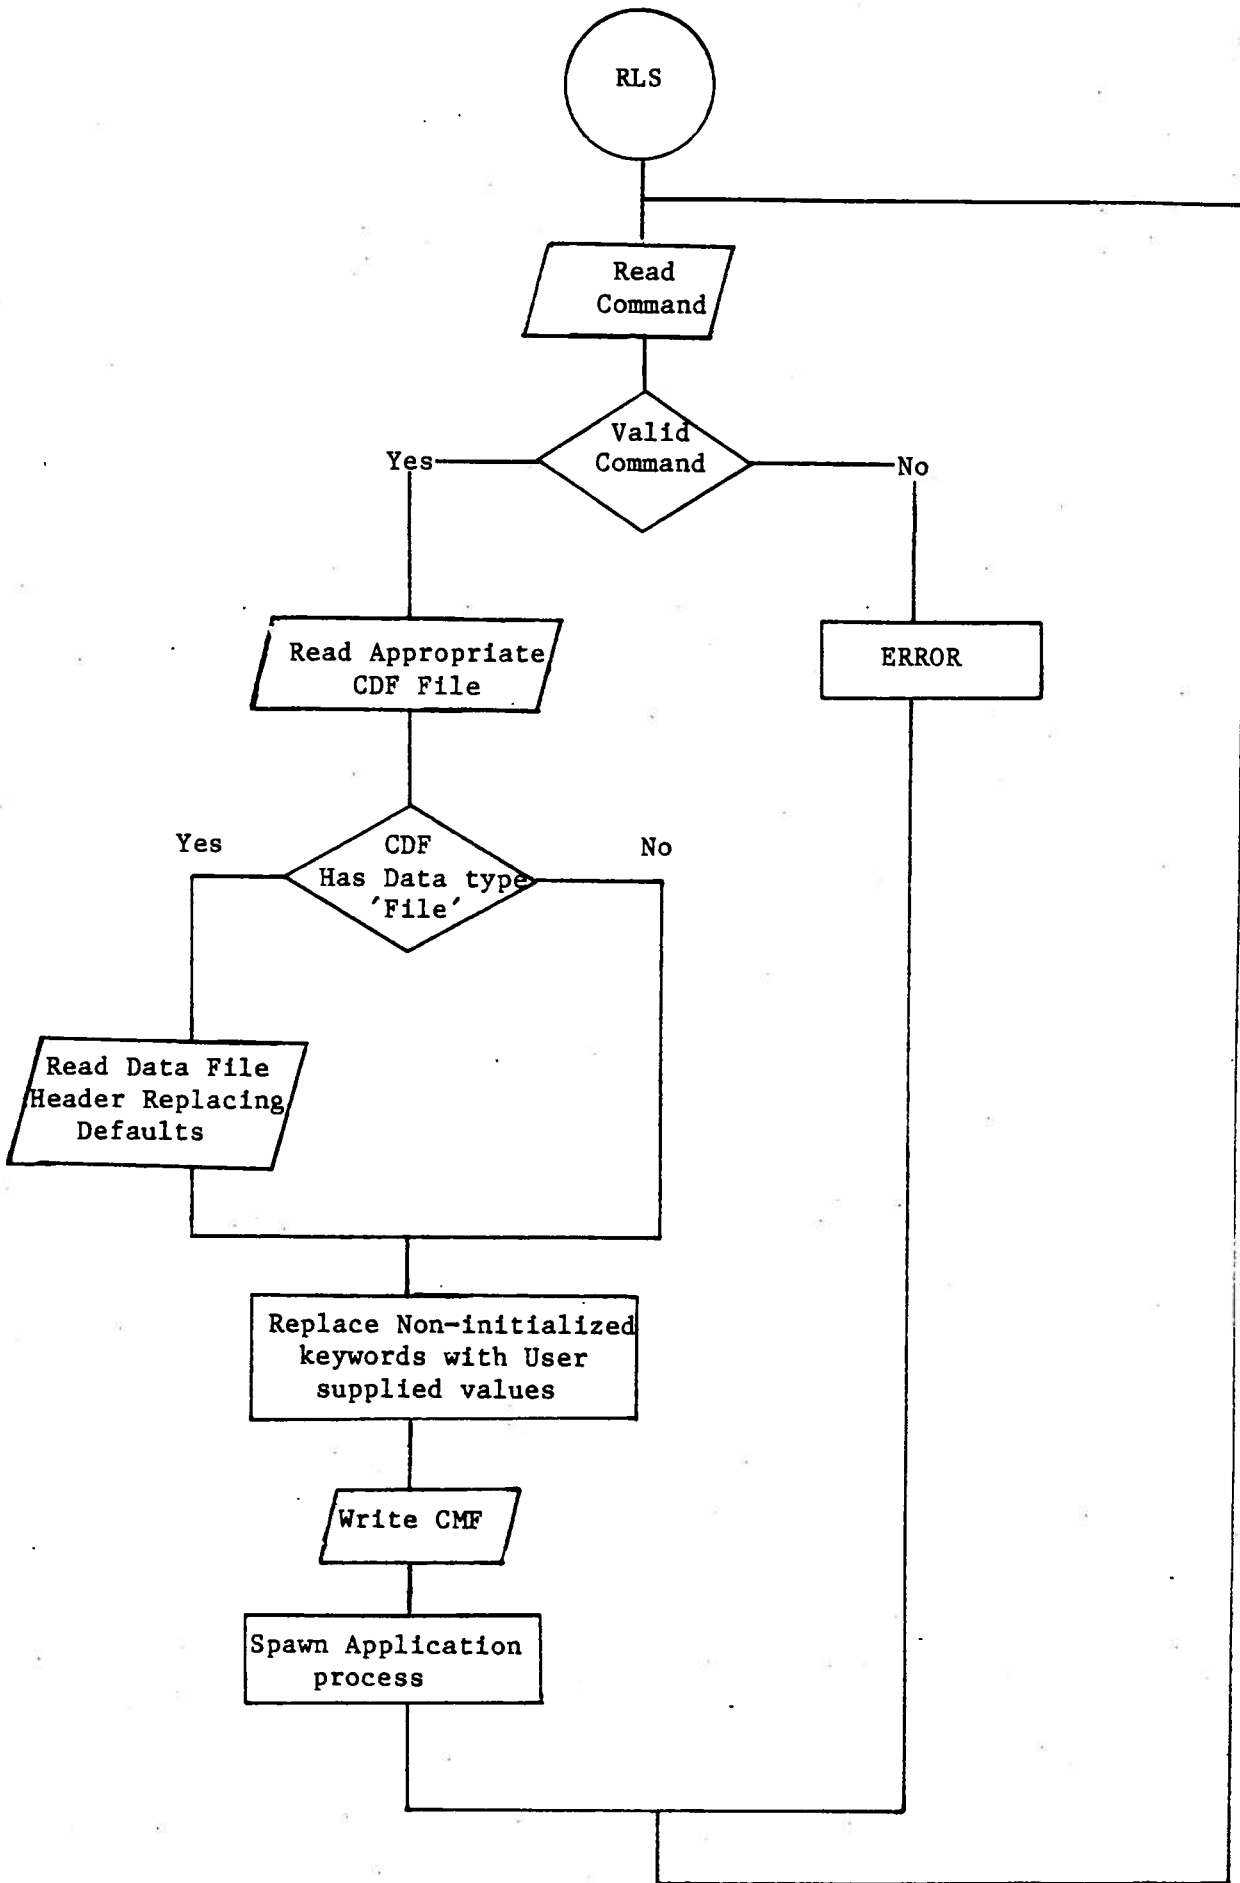 RLS
Read
Command
Valid
Command
Yes
No
Read Appropriate
CDF File
ERROR
Yes
CDF
Has Data type
'File'
No
Read Data File
Header Replacing
Defaults
Replace Non-initialized
keywords with User
supplied values
Write CMF
Spawn Application
process